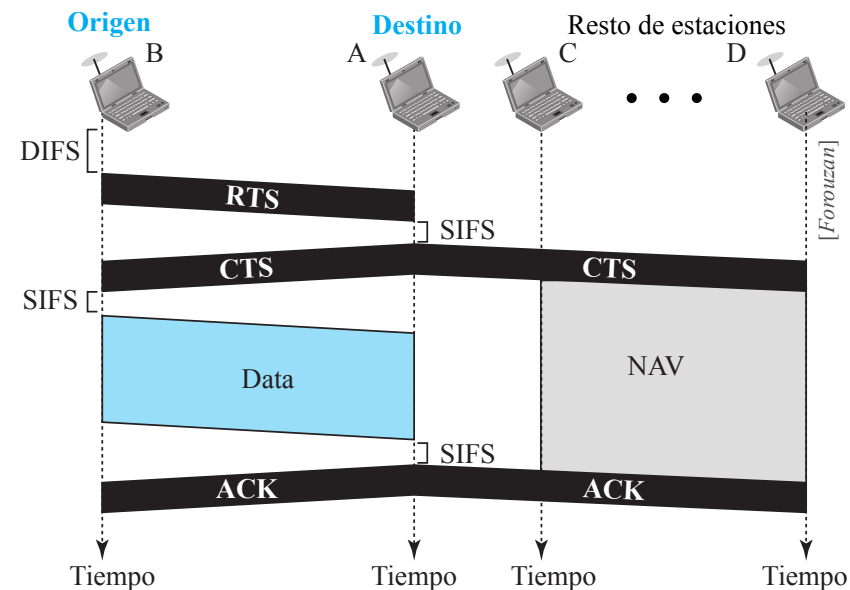 Origen
Destino
Resto de estaciones
B
A
C
D
DIFS
[Forouzan]
RTS
SIFS
CTS
CTS
SIFS
Data
NAV
SIFS
ACK
ACK
Tiempo
Tiempo
Tiempo
Tiempo